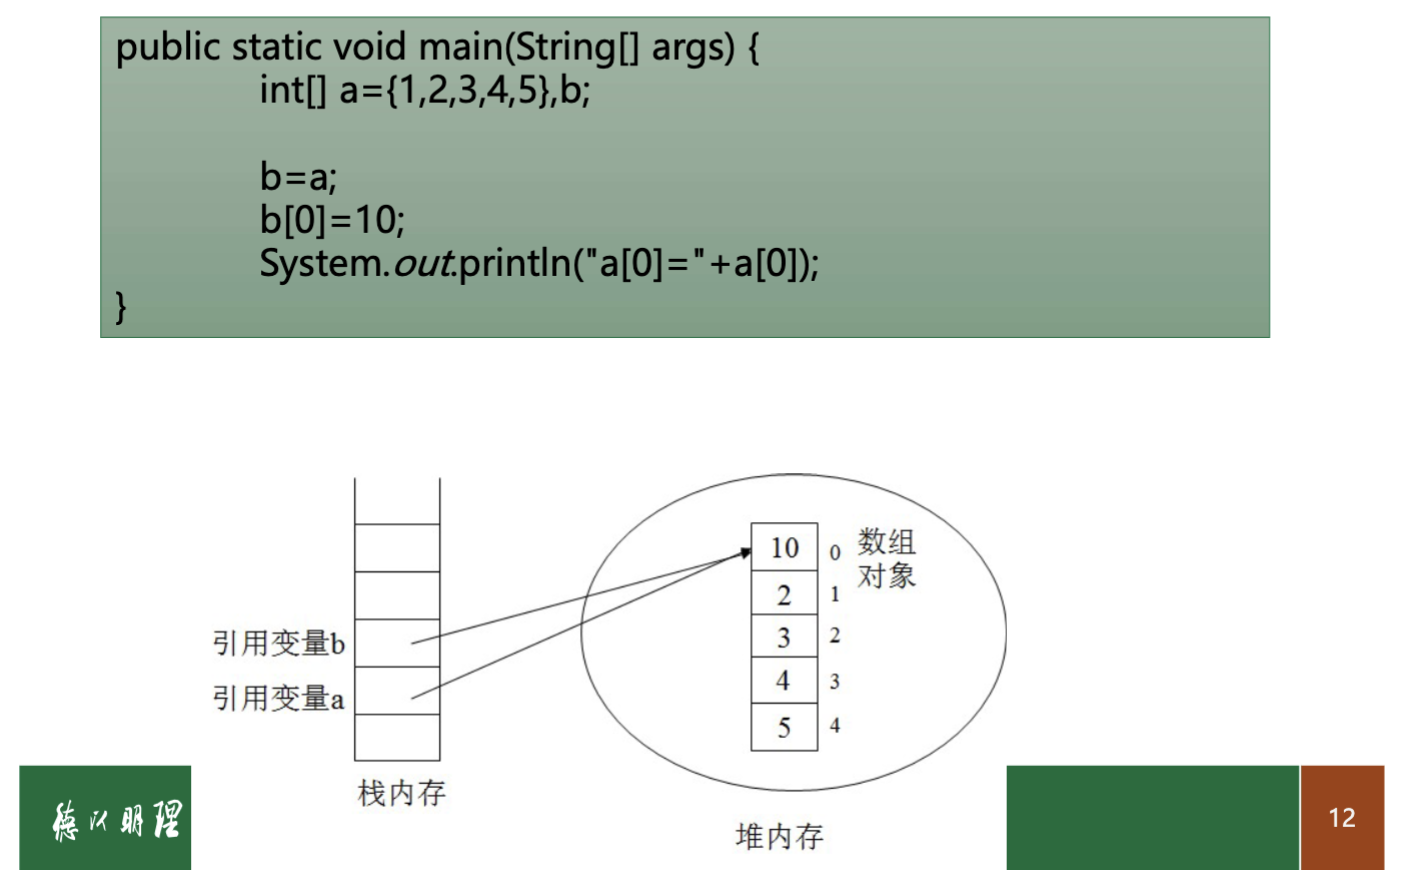 public static void main(String[] args) {
int[] a={1,2,3,4,5},b;
b=a;
b[0]=10;
System.out.println("a[0]="+a[0]);
}
10 0 数组
对象
2 1
3 2
4 3
5 4
引用变量b
引用变量a
栈内存
堆内存
德以明理
12